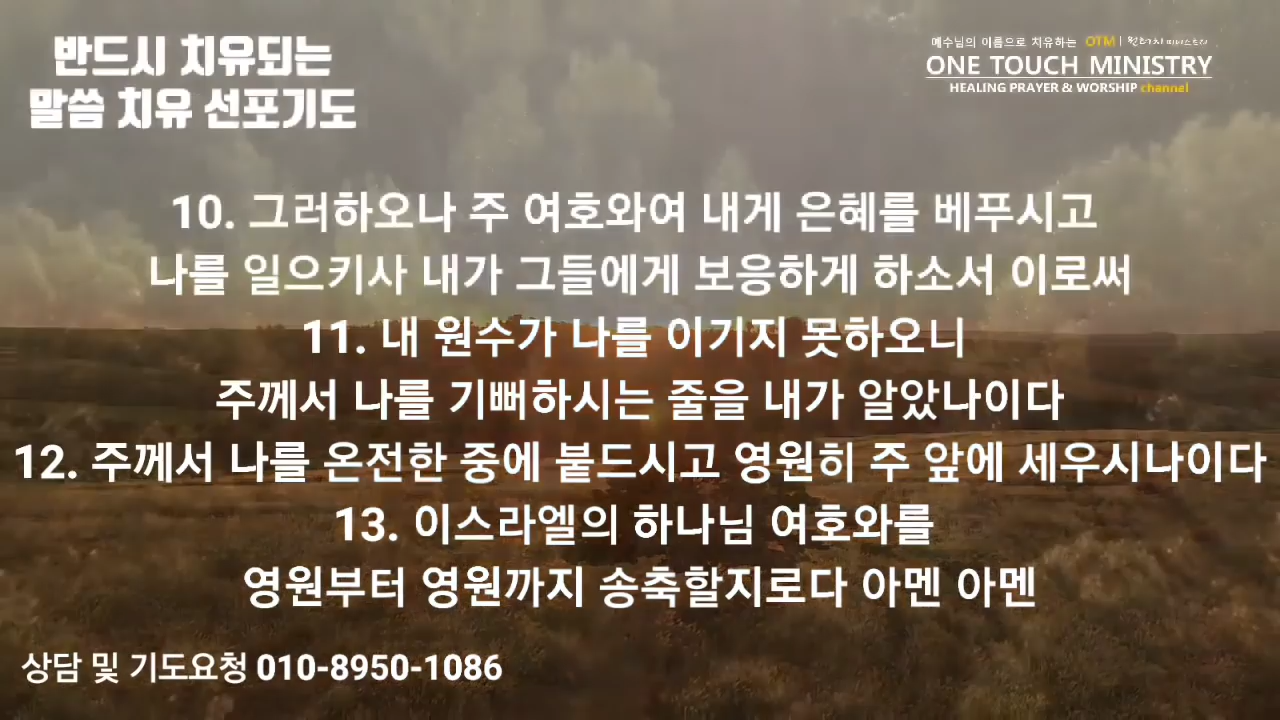 반드시 치유되는
말씀 치유 선포기도
예수님의 이름으로 치유하는 OTM | 원터치 미니스트리
ONE TOUCH MINISTRY
HEALING PRAYER & WORSHIP channel
10. 그러하오나 주 여호와여 내게 은혜를 베푸시고
나를 일으키사 내가 그들에게 보응하게 하소서 이로써
11. 내 원수가 나를 이기지 못하오니
주께서 나를 기뻐하시는 줄을 내가 알았나이다
12. 주께서 나를 온전한 중에 붙드시고 영원히 주 앞에 세우시나이다
13. 이스라엘의 하나님 여호와를
영원부터 영원까지 송축할지로다 아멘 아멘
상담 및 기도요청 010-8950-1086